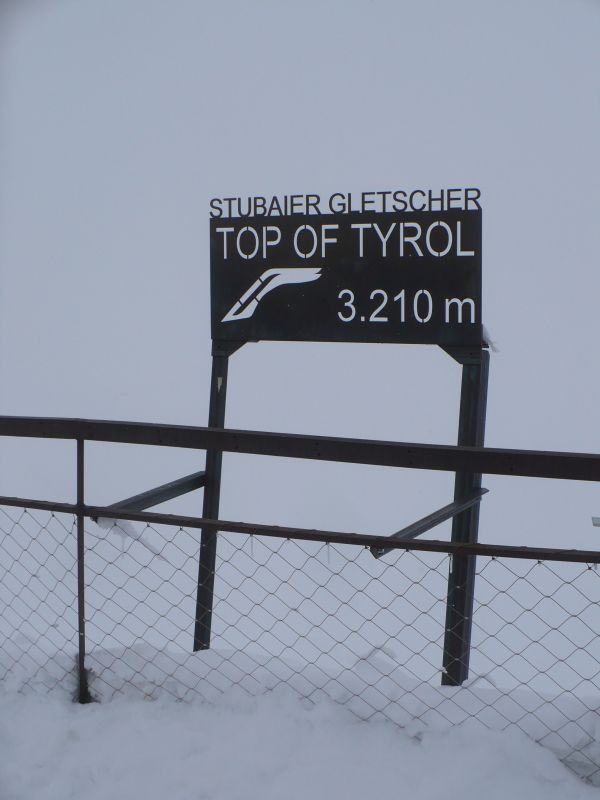 STUBAIER GLETSCHER
TOP OF TYROL
3.210 m